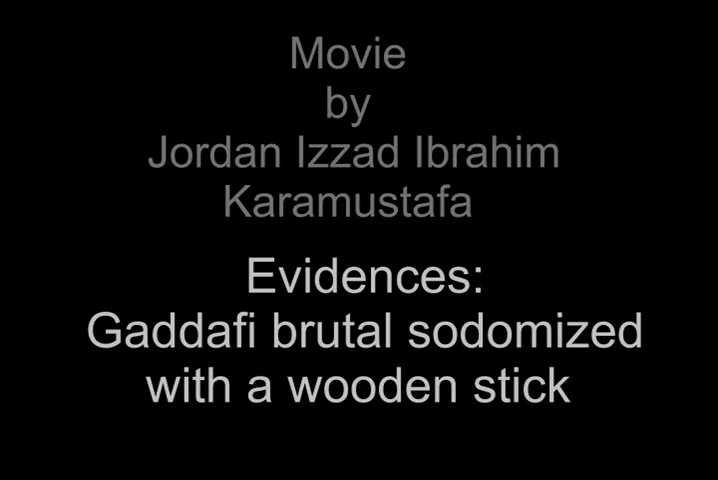 Movie
by
Jordan Izzad Ibrahim
Karamustafa
Evidences:
Gaddafi brutal sodomized
with a wooden stick